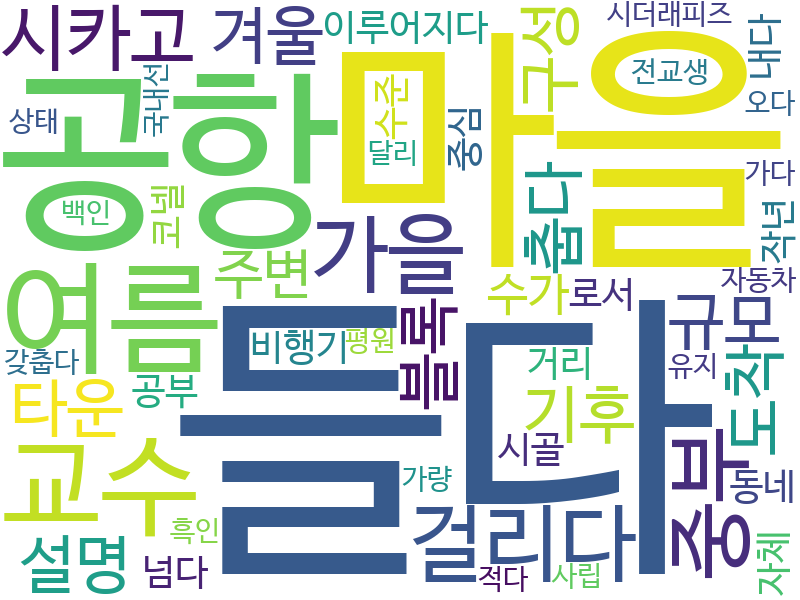 시카고
겨울
이루어지다
구성
시더래피즈
내다
전교생
오다
상태
국내선
공항
수준
달리
중심
마을
가다
백인
코넬
춥다
작년
여름
주변
가을
수가
로서
자동차
규모
갖춥다
비행기
평원
블록
거리
유지
도착
타운
공부
길다
기후
교수
시골
중부
동네
가량
흑인
걸리다
설명
넘다
적다
사립
자체